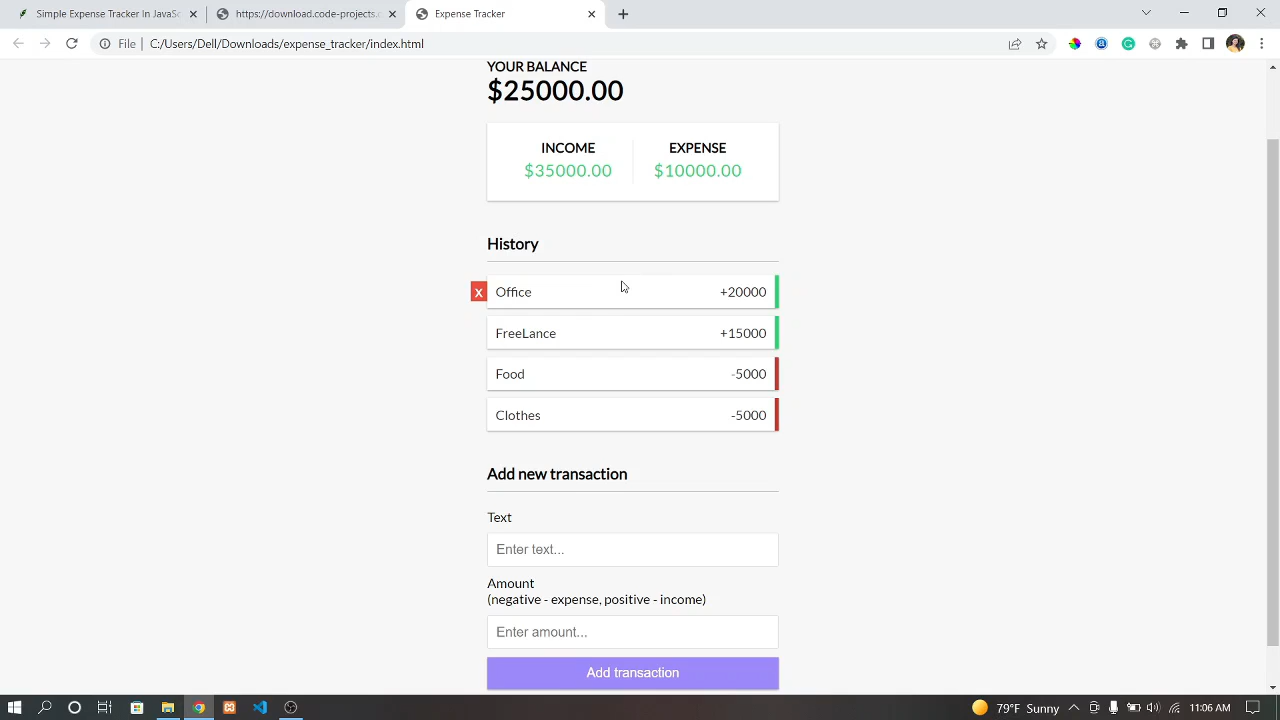 Simple Expense Tracker In JavaSc
https://download.code-projects.o
Expense Tracker
File
C:/Users/Dell/Downloads/expense_tracker/index.html
YOUR BALANCE
$25000.00
INCOME
EXPENSE
$35000.00
$10000.00
History
x
Office
+20000
FreeLance
+15000
Food
-5000
Clothes
-5000
Add new transaction
Text
Enter text...
Amount
(negative - expense, positive - income)
Enter amount...
Add transaction
79°F Sunny
11:06 AM